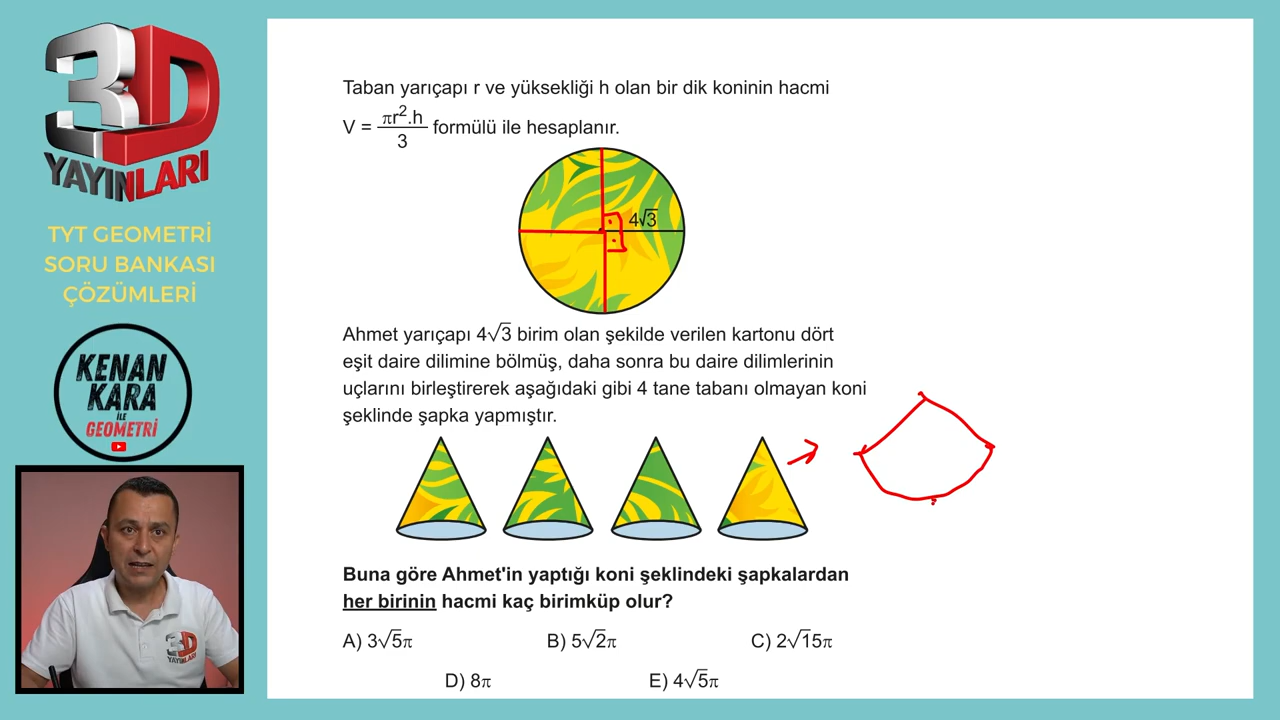 3D
YAYINLARI
TYT GEOMETRİ
SORU BANKASI
ÇÖZÜMLERİ
KENAN
KARA
İLE
GEOMETRİ
3D
YAYINLARI
Taban yarıçapı r ve yüksekliği h olan bir dik koninin hacmi
V = πr².h / 3 formülü ile hesaplanır.
4√3
Ahmet yarıçapı 4√3 birim olan şekilde verilen kartonu dört
eşit daire dilimine bölmüş, daha sonra bu daire dilimlerinin
uçlarını birleştirerek aşağıdaki gibi 4 tane tabanı olmayan koni
şeklinde şapka yapmıştır.
Buna göre Ahmet'in yaptığı koni şeklindeki şapkalardan
her birinin hacmi kaç birimküp olur?
A) 3√5π B) 5√2π C) 2√15π
D) 8π E) 4√5π